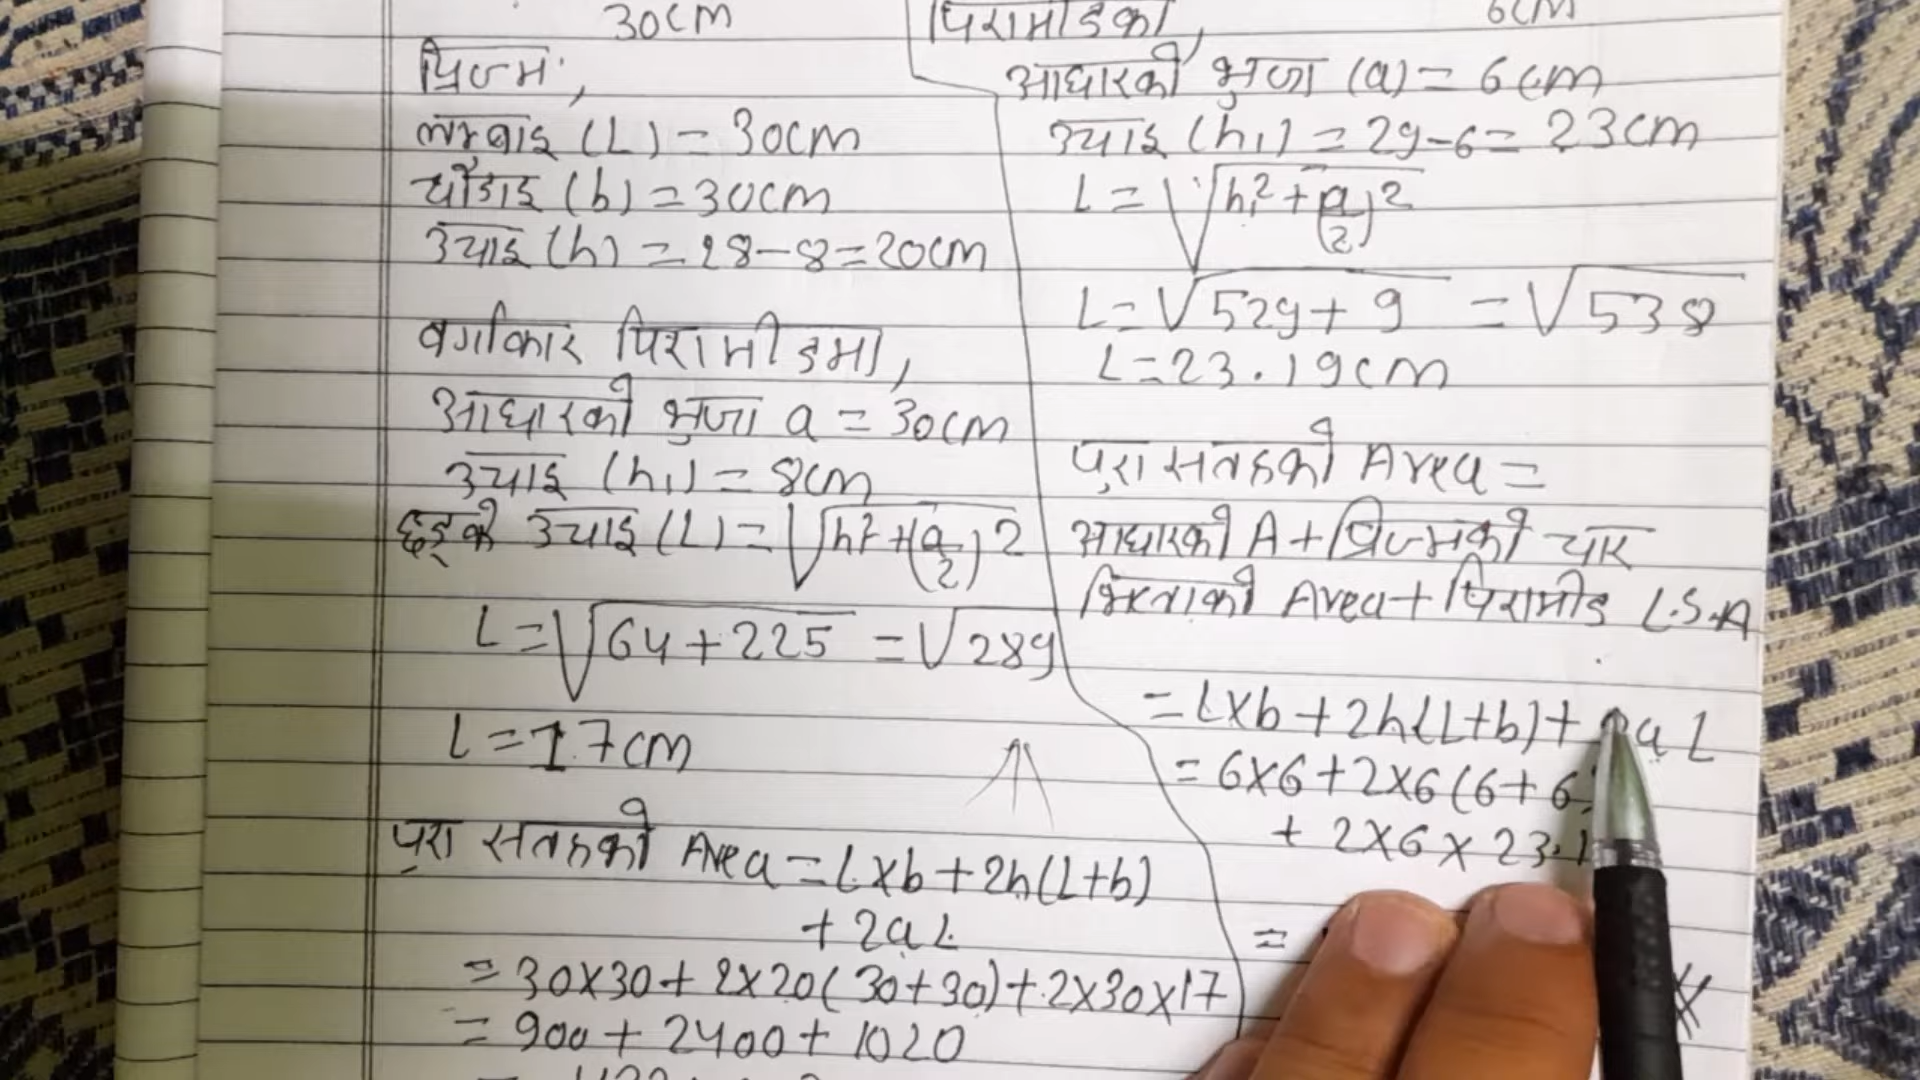 30cm
प्रिज्म,
लम्बाइ (L) = 30cm
चौडाइ (b) = 30cm
उचाइ (h) = 28-8=20cm
वर्गाकार पिरामीडमा,
आधारको भुजा a = 30cm
उचाइ (h₁) = 8cm
छड्के उचाइ (L) = √h² + (a/2)2
L = √64+225 = √289
L = 17cm
पुरा सतहको Area = L×b + 2h(L+b)
+ 2aL
= 30×30 + 2×20(30+30) + 2×30×17
= 900 + 2400 + 1020
पिरामीडको,
6cm
आधारको भुजा (a) = 6cm
उचाइ (h₁) = 29-6 = 23cm
L = √h₁² + (a/2)2
L = √529+9 = √538
L = 23.19cm
पुरा सतहको Area =
आधारको A + प्रिज्मको चार
भित्ताको Area + पिरामीड L.S.A
= L×b + 2h(L+b) + 2aL
= 6×6 + 2×6(6+6)
+ 2×6×23.1
=